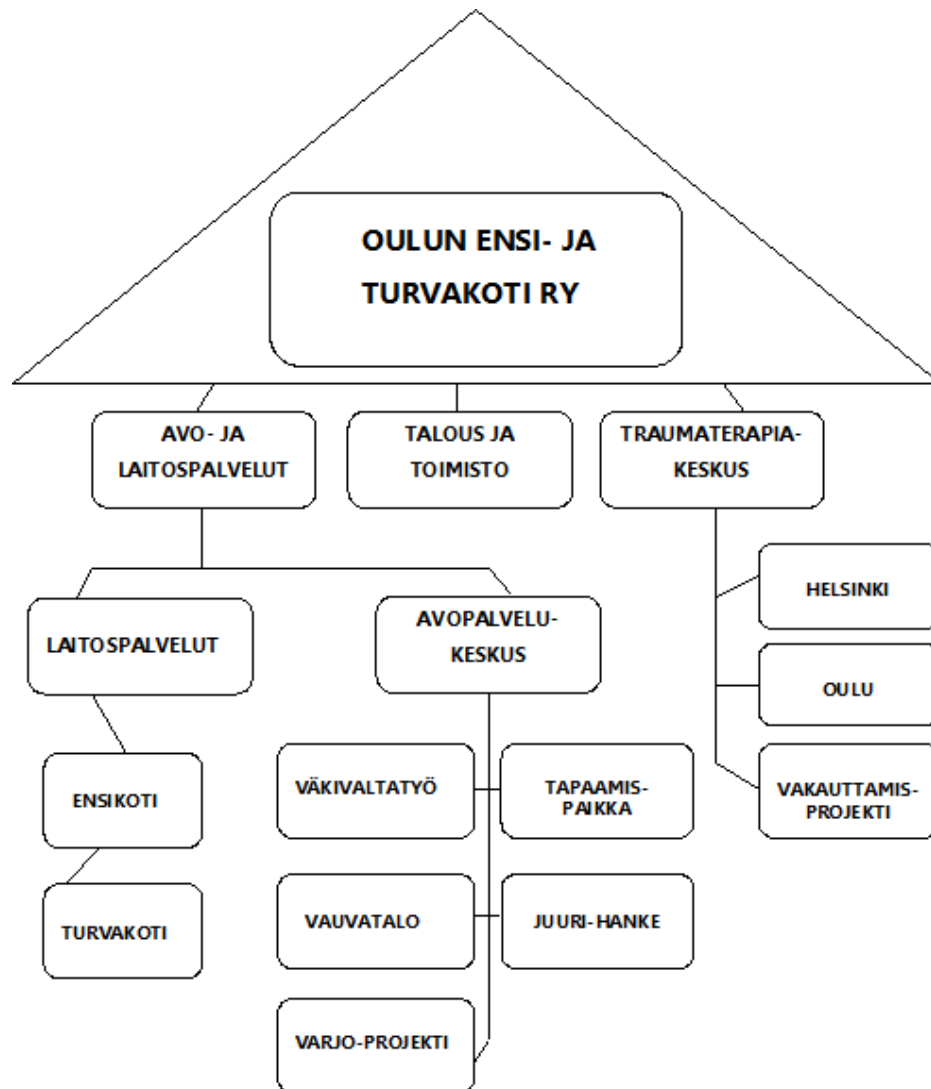 OULUN ENSI- JA
TURVAKOTI RY
AVO- JA
LAITOSPALVELUT
TALOUS JA
TOIMISTO
TRAUMATERAPIA-
KESKUS
LAITOSPALVELUT
AVOPALVELU-
KESKUS
HELSINKI
OULU
VAKAUTTAMIS-
PROJEKTI
ENSIKOTI
TURVAKOTI
VÄKIVALTATYÖ
TAPAAMIS-
PAIKKA
VAUVATALO
JUURI-HANKE
VARJO-PROJEKTI